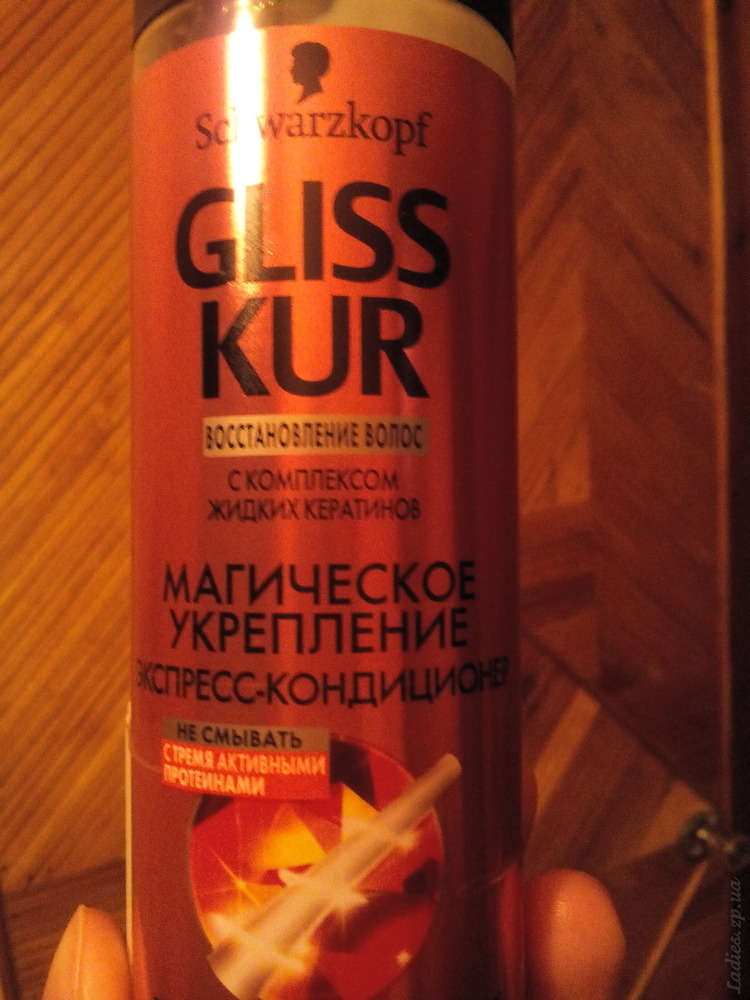 Schwarzkopf
GLISS
KUR
ВОССТАНОВЛЕНИЕ ВОЛОС
С КОМПЛЕКСОМ
ЖИДКИХ КЕРАТИНОВ
МАГИЧЕСКОЕ
УКРЕПЛЕНИЕ
ЭКСПРЕСС-КОНДИЦИОНЕР
НЕ СМЫВАТЬ
С ТРЕМЯ АКТИВНЫМИ
ПРОТЕИНАМИ
Ladies.zp.ua